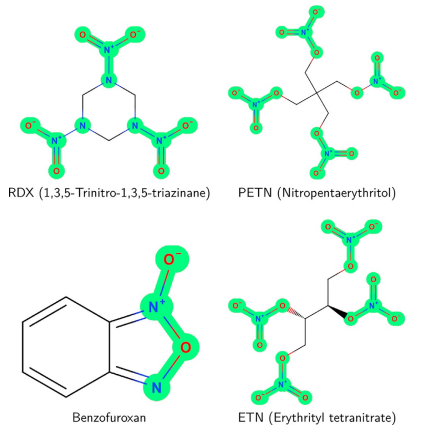 O O⁻
N⁺
N
N N
O⁻ N⁺ N⁺ O⁻
O O
RDX (1,3,5-Trinitro-1,3,5-triazinane)
O⁻
O N⁺
O
O
O⁻ N⁺ O O N⁺ O⁻
O
O
N⁺ O
O⁻
PETN (Nitropentaerythritol)
O⁻
N⁺
O
N
Benzofuroxan
O O⁻
N⁺
O
O
O⁻ O N⁺ O⁻
N⁺ O
O
O
N⁺
O⁻ O
ETN (Erythrityl tetranitrate)